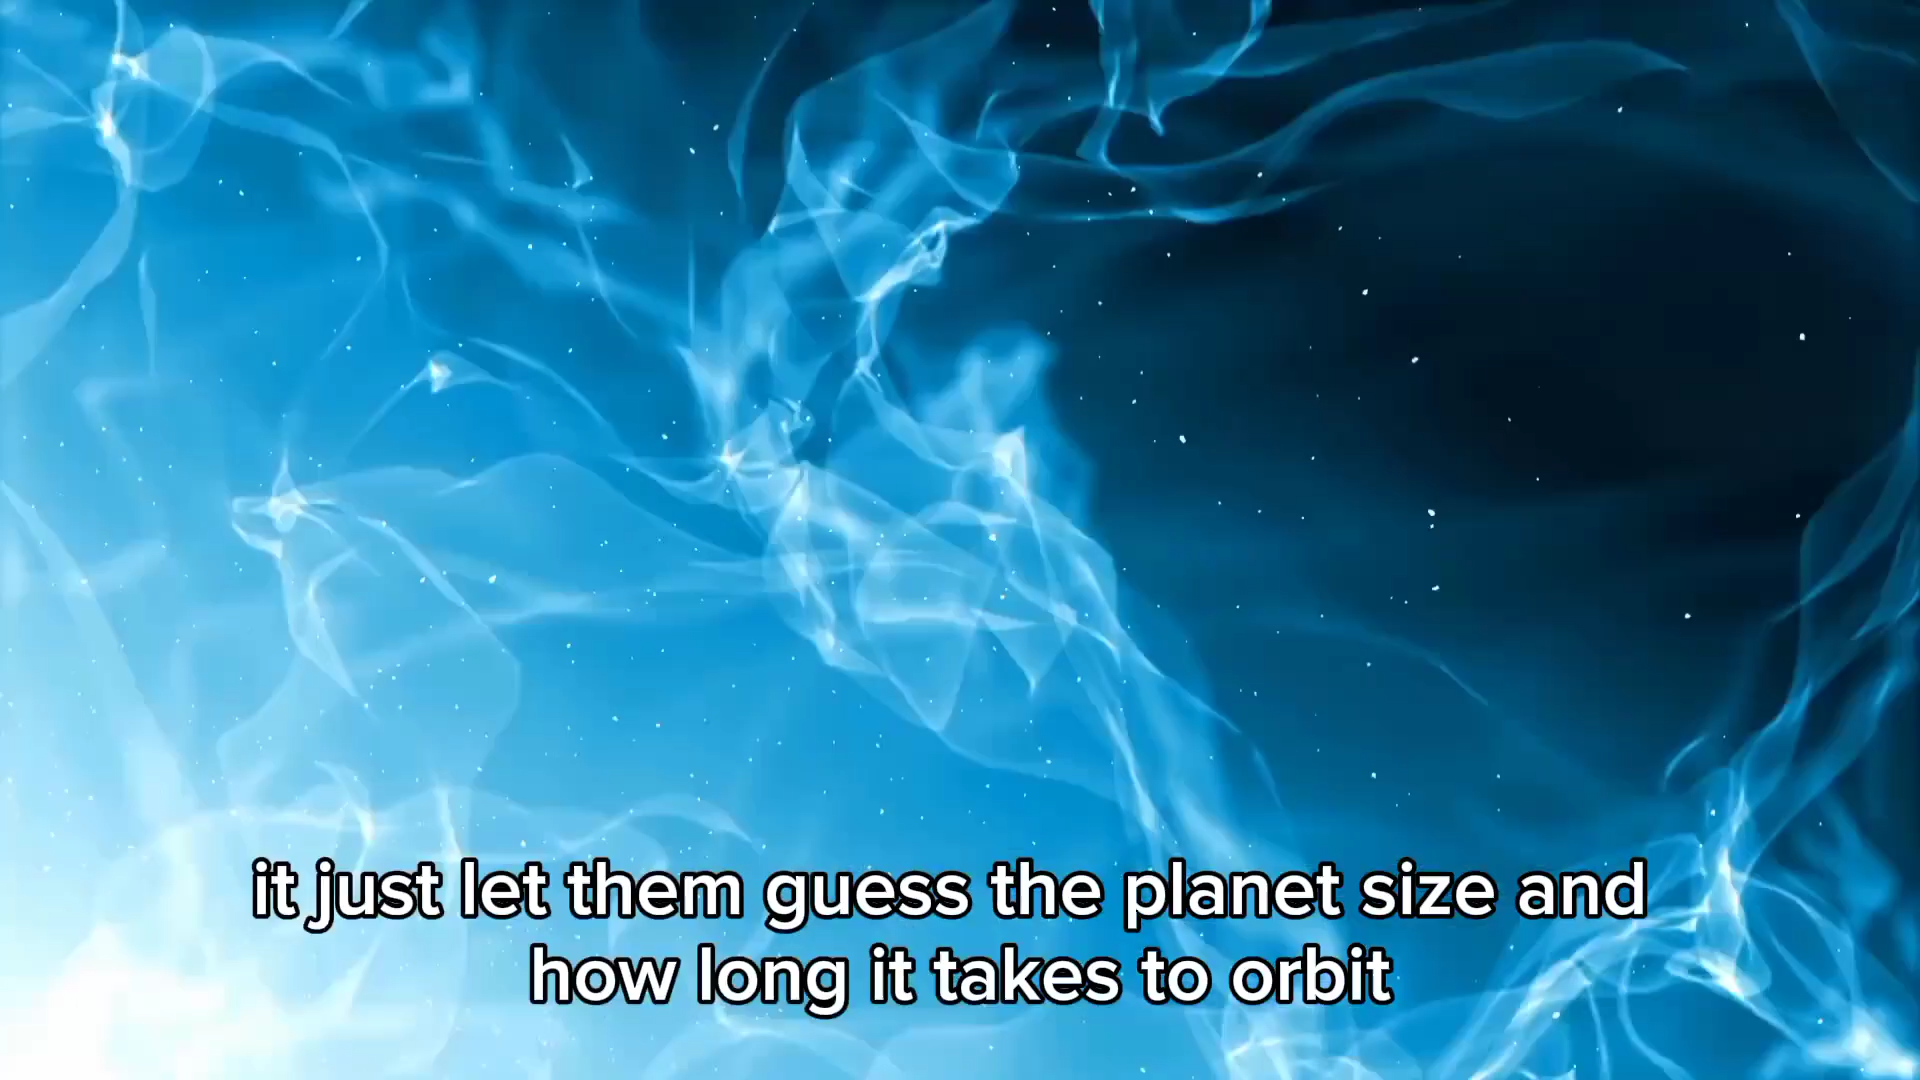 it just let them guess the planet size and
how long it takes to orbit